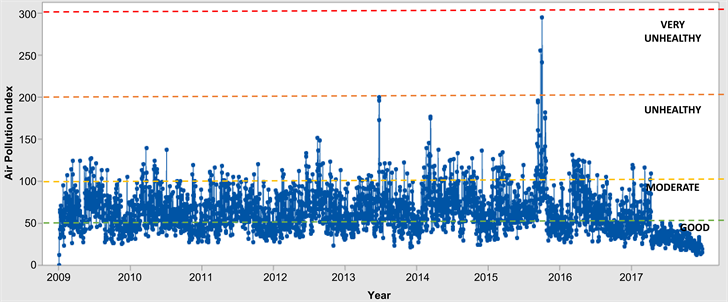 300
250
200
150
100
50
0
Air Pollution Index
VERY
UNHEALTHY
UNHEALTHY
MODERATE
GOOD
2009 2010 2011 2012 2013 2014 2015 2016 2017
Year